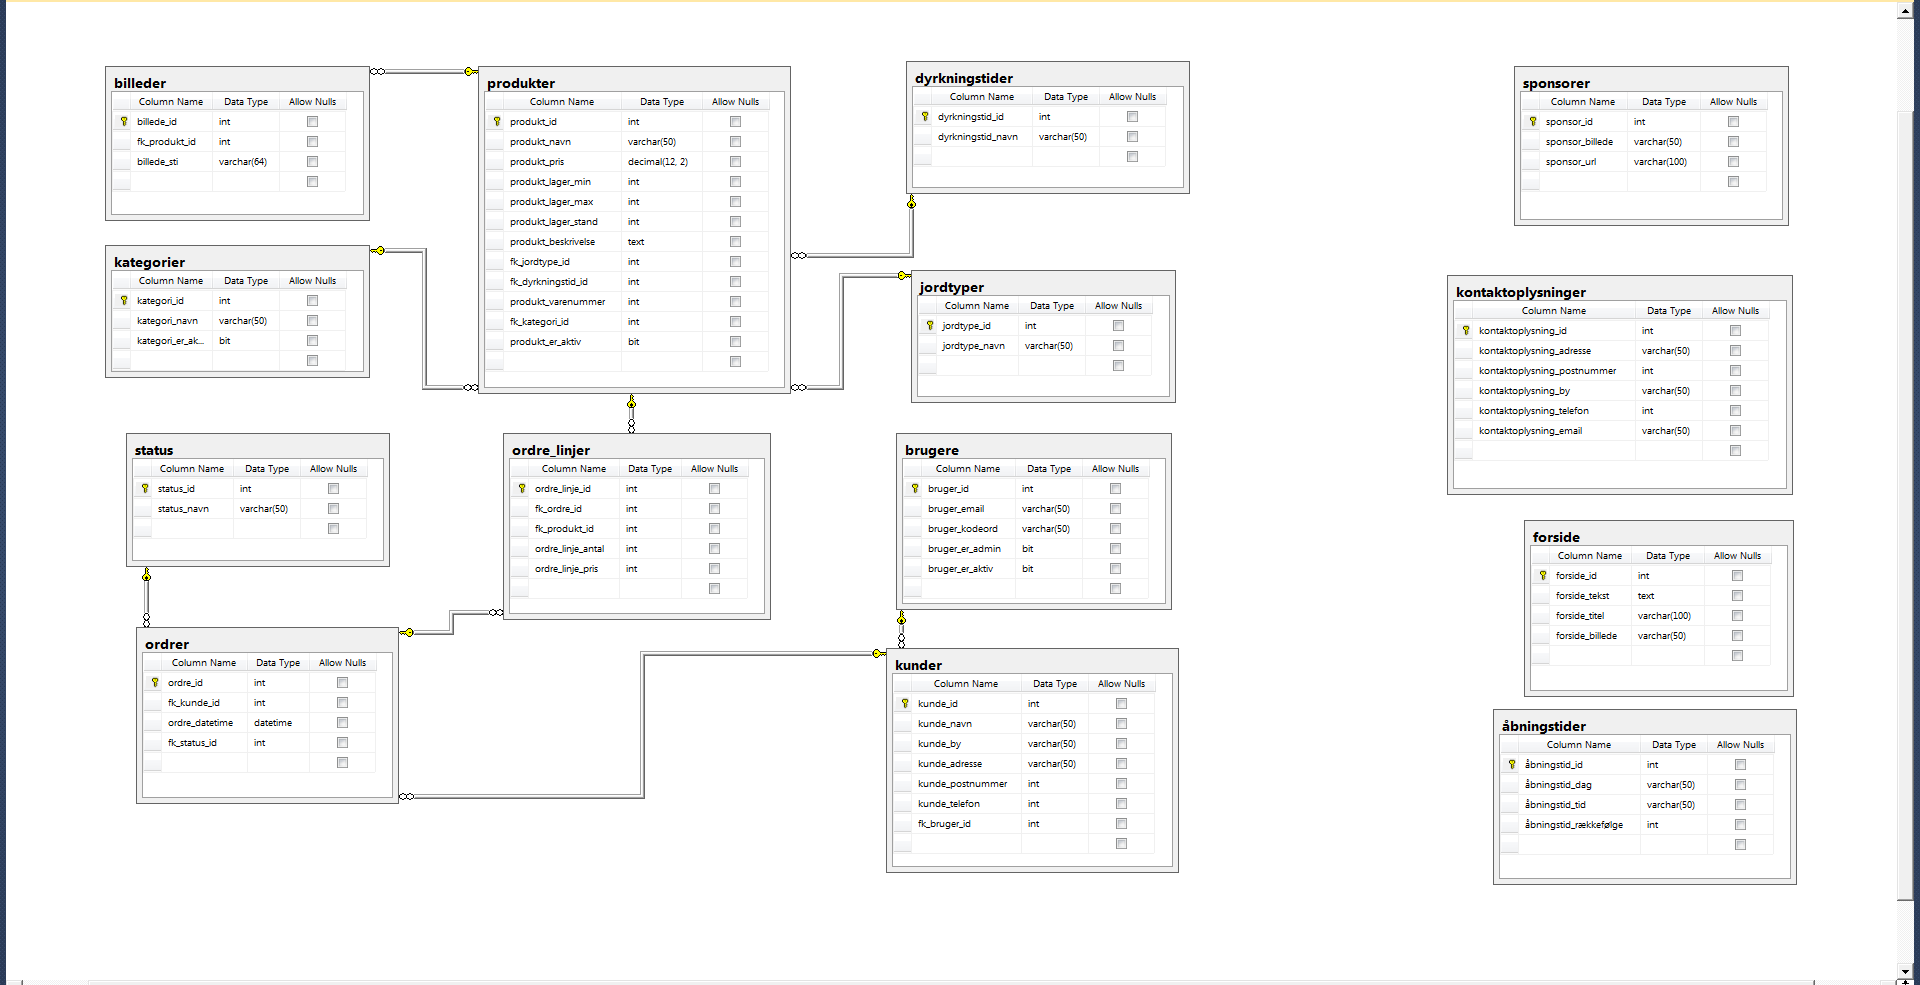 billeder
Column Name Data Type Allow Nulls
billede_id int
fk_produkt_id int
billede_sti varchar(64)
produkter
Column Name Data Type Allow Nulls
produkt_id int
produkt_navn varchar(50)
produkt_pris decimal(12, 2)
produkt_lager_min int
produkt_lager_max int
produkt_lager_stand int
produkt_beskrivelse text
fk_jordtype_id int
fk_dyrkningstid_id int
produkt_varenummer int
fk_kategori_id int
produkt_er_aktiv bit
dyrkningstider
Column Name Data Type Allow Nulls
dyrkningstid_id int
dyrkningstid_navn varchar(50)
sponsorer
Column Name Data Type Allow Nulls
sponsor_id int
sponsor_billede varchar(50)
sponsor_url varchar(100)
kategorier
Column Name Data Type Allow Nulls
kategori_id int
kategori_navn varchar(50)
kategori_er_ak... bit
jordtyper
Column Name Data Type Allow Nulls
jordtype_id int
jordtype_navn varchar(50)
kontaktoplysninger
Column Name Data Type Allow Nulls
kontaktoplysning_id int
kontaktoplysning_adresse varchar(50)
kontaktoplysning_postnummer int
kontaktoplysning_by varchar(50)
kontaktoplysning_telefon int
kontaktoplysning_email varchar(50)
status
Column Name Data Type Allow Nulls
status_id int
status_navn varchar(50)
ordre_linjer
Column Name Data Type Allow Nulls
ordre_linje_id int
fk_ordre_id int
fk_produkt_id int
ordre_linje_antal int
ordre_linje_pris int
brugere
Column Name Data Type Allow Nulls
bruger_id int
bruger_email varchar(50)
bruger_kodeord varchar(50)
bruger_er_admin bit
bruger_er_aktiv bit
forside
Column Name Data Type Allow Nulls
forside_id int
forside_tekst text
forside_titel varchar(100)
forside_billede varchar(50)
ordrer
Column Name Data Type Allow Nulls
ordre_id int
fk_kunde_id int
ordre_datetime datetime
fk_status_id int
kunder
Column Name Data Type Allow Nulls
kunde_id int
kunde_navn varchar(50)
kunde_by varchar(50)
kunde_adresse varchar(50)
kunde_postnummer int
kunde_telefon int
fk_bruger_id int
åbningstider
Column Name Data Type Allow Nulls
åbningstid_id int
åbningstid_dag varchar(50)
åbningstid_tid varchar(50)
åbningstid_rækkefølge int